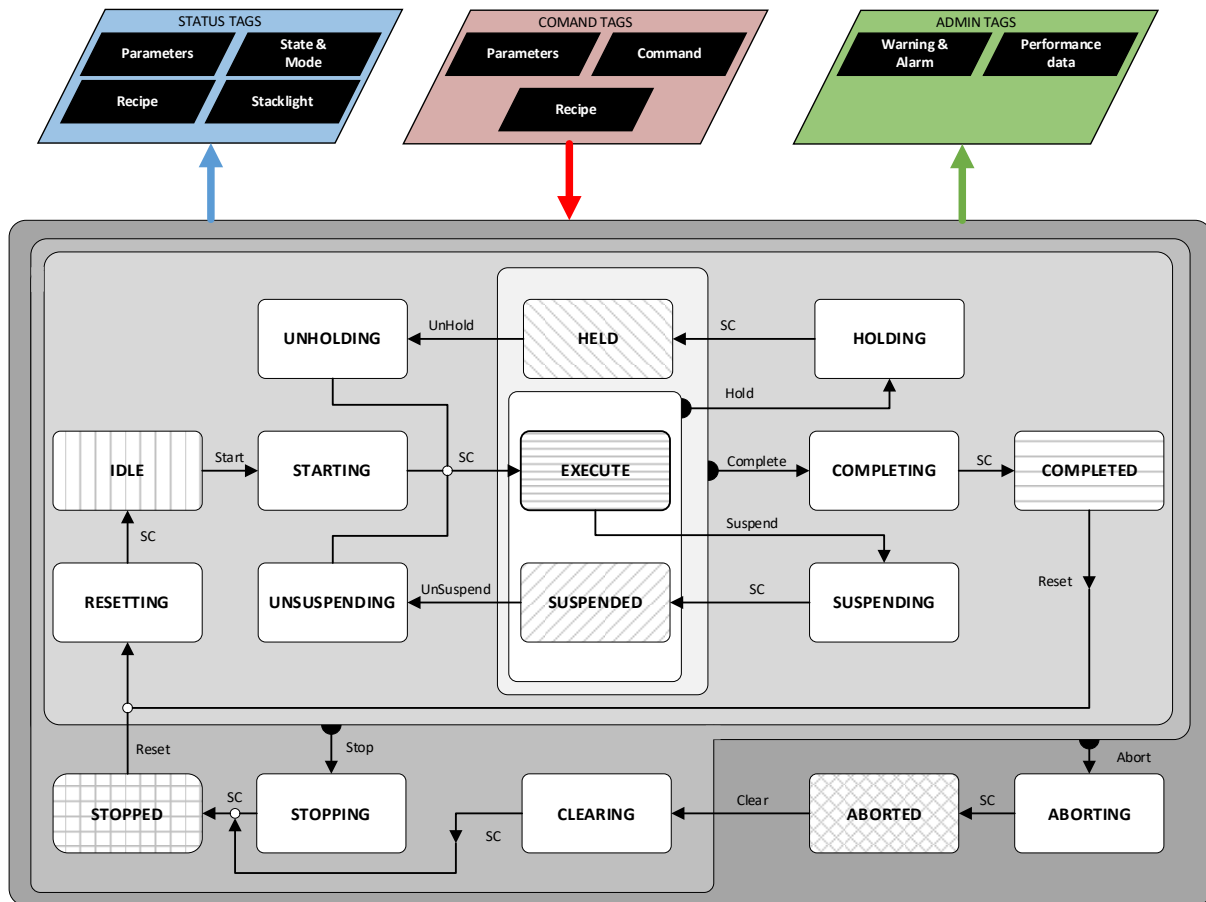 STATUS TAGS
Parameters
State &
Mode
Recipe
Stacklight
COMAND TAGS
Parameters
Command
Recipe
ADMIN TAGS
Warning &
Alarm
Performance
data
UNHOLDING
UnHold
HELD
SC
HOLDING
Hold
IDLE
Start
STARTING
SC
EXECUTE
Complete
COMPLETING
SC
COMPLETED
SC
Suspend
RESETTING
UNSUSPENDING
UnSuspend
SUSPENDED
SC
SUSPENDING
Reset
Reset
Stop
Abort
STOPPED
SC
STOPPING
SC
CLEARING
Clear
ABORTED
SC
ABORTING